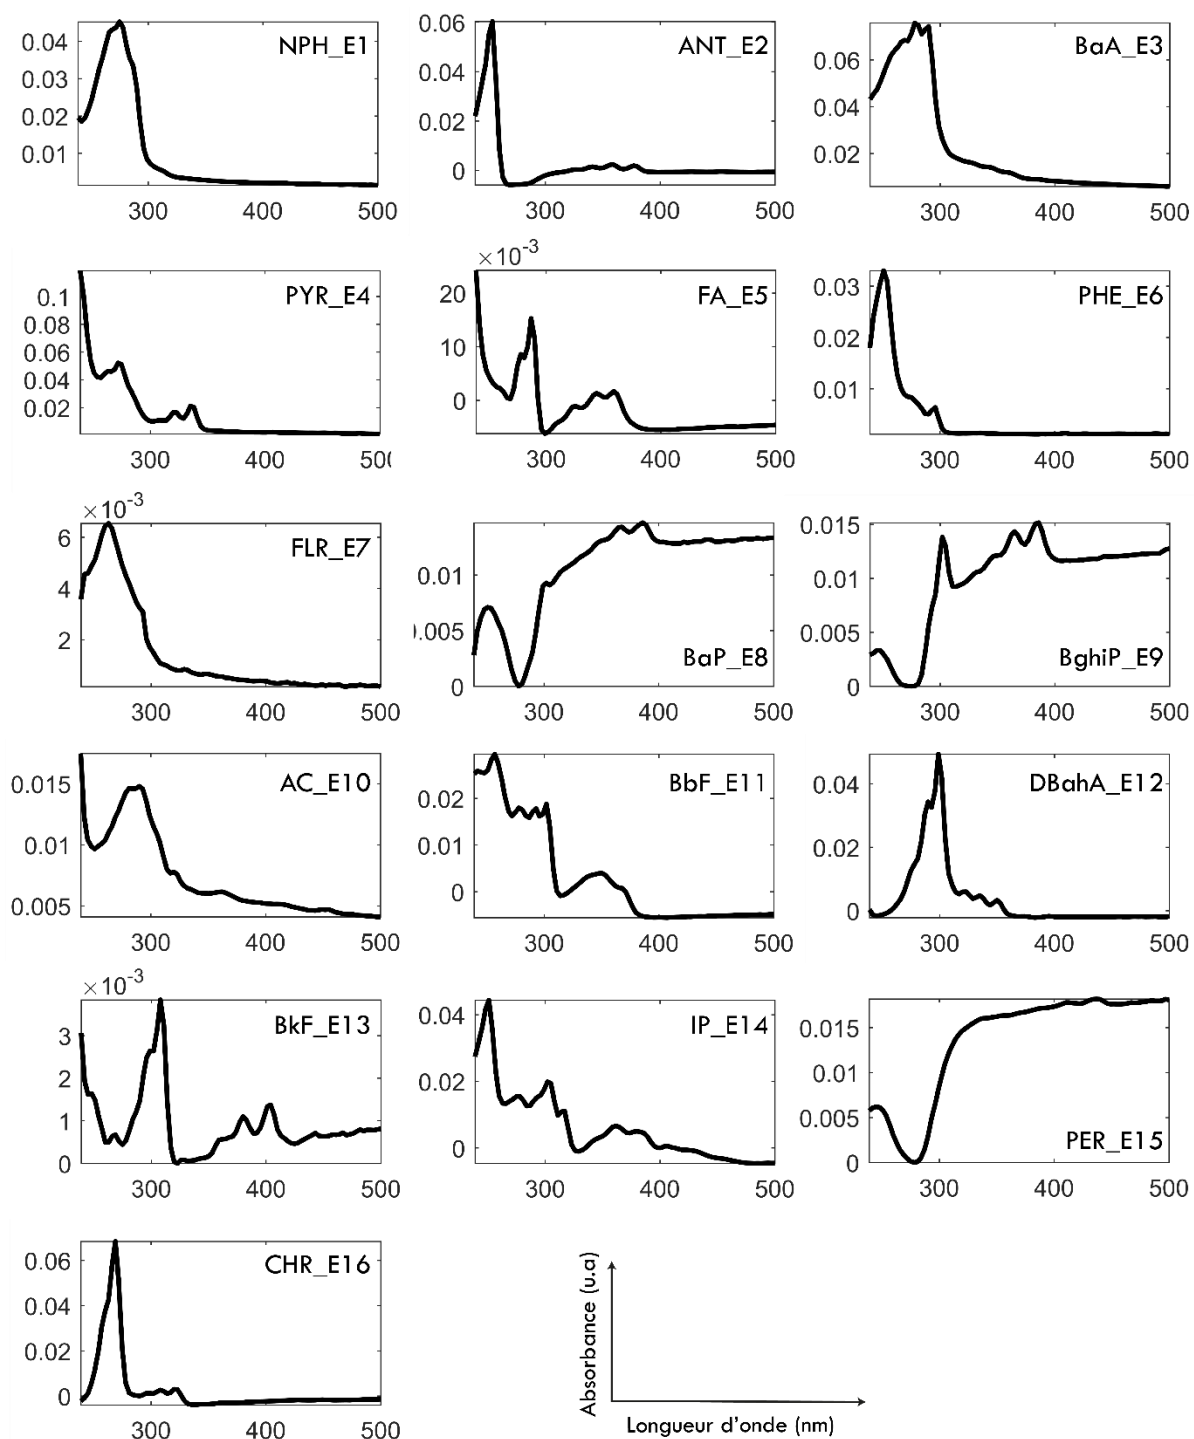 NPH_E1
0.04
0.03
0.02
0.01
300 400 500
ANT_E2
0.06
0.04
0.02
0
300 400 500
BaA_E3
0.06
0.04
0.02
300 400 500
PYR_E4
0.1
0.08
0.06
0.04
0.02
300 400 50(
×10-3
FA_E5
20
10
0
300 400 500
PHE_E6
0.03
0.02
0.01
300 400 500
×10-3
FLR_E7
6
4
2
300 400 500
0.01
0.005
0
BaP_E8
300 400 500
0.015
0.01
0.005
0
BghiP_E9
300 400 500
AC_E10
0.015
0.01
0.005
300 400 500
BbF_E11
0.02
0.01
0
300 400 500
DBahA_E12
0.04
0.02
0
300 400 500
×10-3
BkF_E13
3
2
1
0
300 400 500
IP_E14
0.04
0.02
0
300 400 500
0.015
0.01
0.005
0
PER_E15
300 400 500
CHR_E16
0.06
0.04
0.02
0
300 400 500
Absorbance (u.a)
Longueur d'onde (nm)